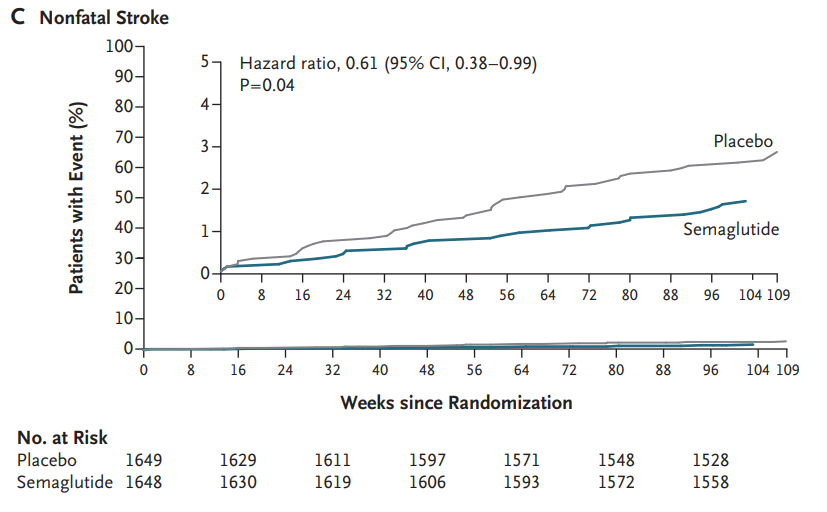 C Nonfatal Stroke
Patients with Event (%)
100
90
80
70
60
50
40
30
20
10
0
5
4
3
2
1
0
Hazard ratio, 0.61 (95% CI, 0.38–0.99)
P=0.04
Placebo
Semaglutide
0 8 16 24 32 40 48 56 64 72 80 88 96 104 109
0 8 16 24 32 40 48 56 64 72 80 88 96 104 109
Weeks since Randomization
No. at Risk
Placebo 1649 1629 1611 1597 1571 1548 1528
Semaglutide 1648 1630 1619 1606 1593 1572 1558